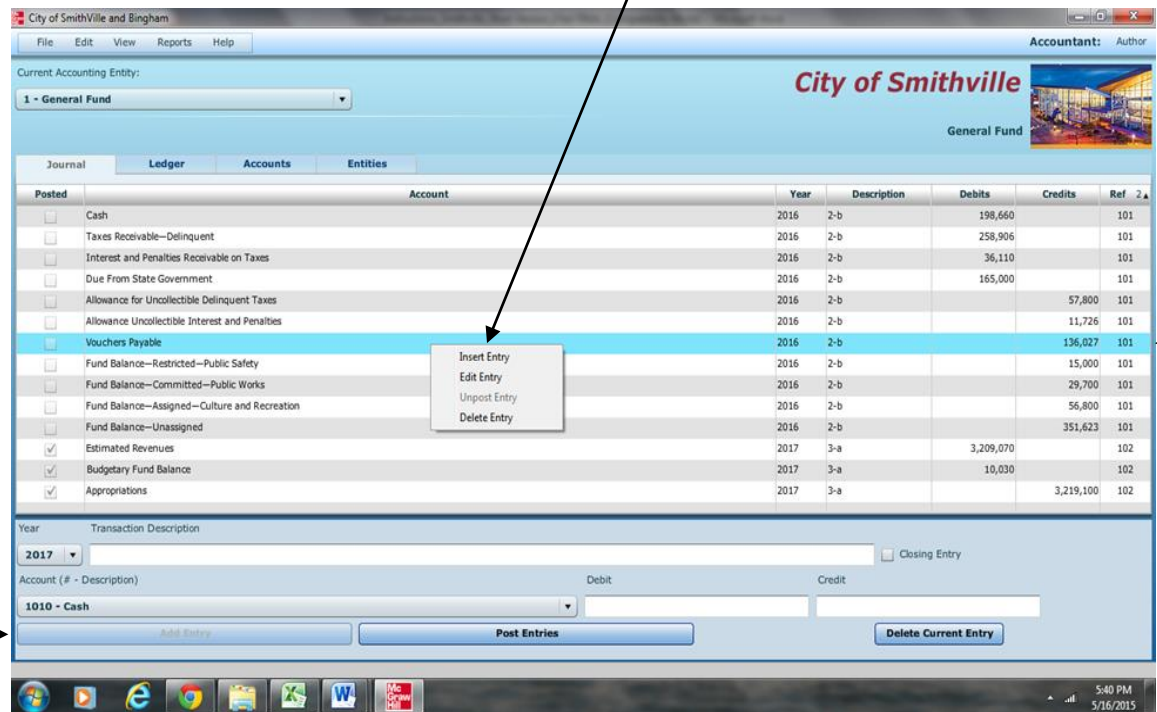 City of SmithVille and Bingham
File Edit View Reports Help Accountant: Author
Current Accounting Entity:
1 - General Fund
City of Smithville
General Fund
Journal Ledger Accounts Entities
Posted Account Year Description Debits Credits Ref 2
Cash 2016 2-b 198,660 101
Taxes Receivable—Delinquent 2016 2-b 258,906 101
Interest and Penalties Receivable on Taxes 2016 2-b 36,110 101
Due From State Government 2016 2-b 165,000 101
Allowance for Uncollectible Delinquent Taxes 2016 2-b 57,800 101
Allowance Uncollectible Interest and Penalties 2016 2-b 11,726 101
Vouchers Payable 2016 2-b 136,027 101
Insert Entry
Fund Balance—Restricted—Public Safety 2016 2-b 15,000 101
Edit Entry
Fund Balance—Committed—Public Works 2016 2-b 29,700 101
Unpost Entry
Fund Balance—Assigned—Culture and Recreation 2016 2-b 56,800 101
Delete Entry
Fund Balance—Unassigned 2016 2-b 351,623 101
Estimated Revenues 2017 3-a 3,209,070 102
Budgetary Fund Balance 2017 3-a 10,030 102
Appropriations 2017 3-a 3,219,100 102
Year Transaction Description
2017 Closing Entry
Account (# - Description) Debit Credit
1010 - Cash
Add Entry Post Entries Delete Current Entry
Mc Graw Hill
5:40 PM
5/16/2015